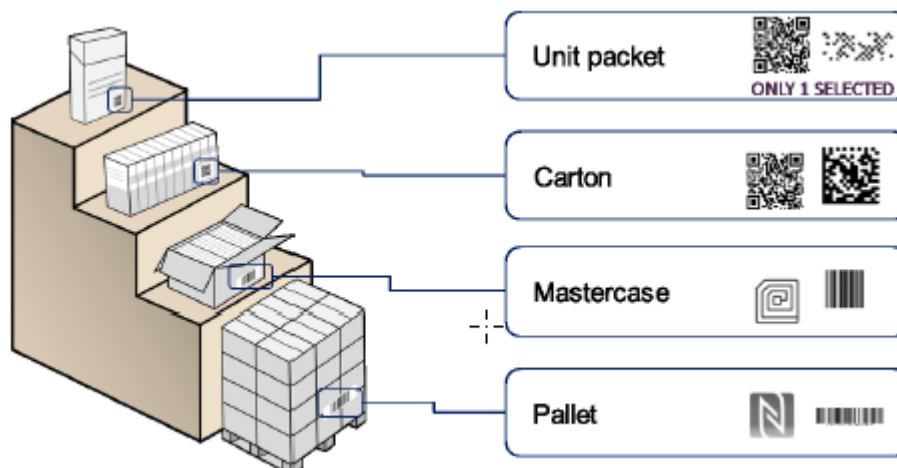 Unit packet
ONLY 1 SELECTED
Carton
Mastercase
Pallet